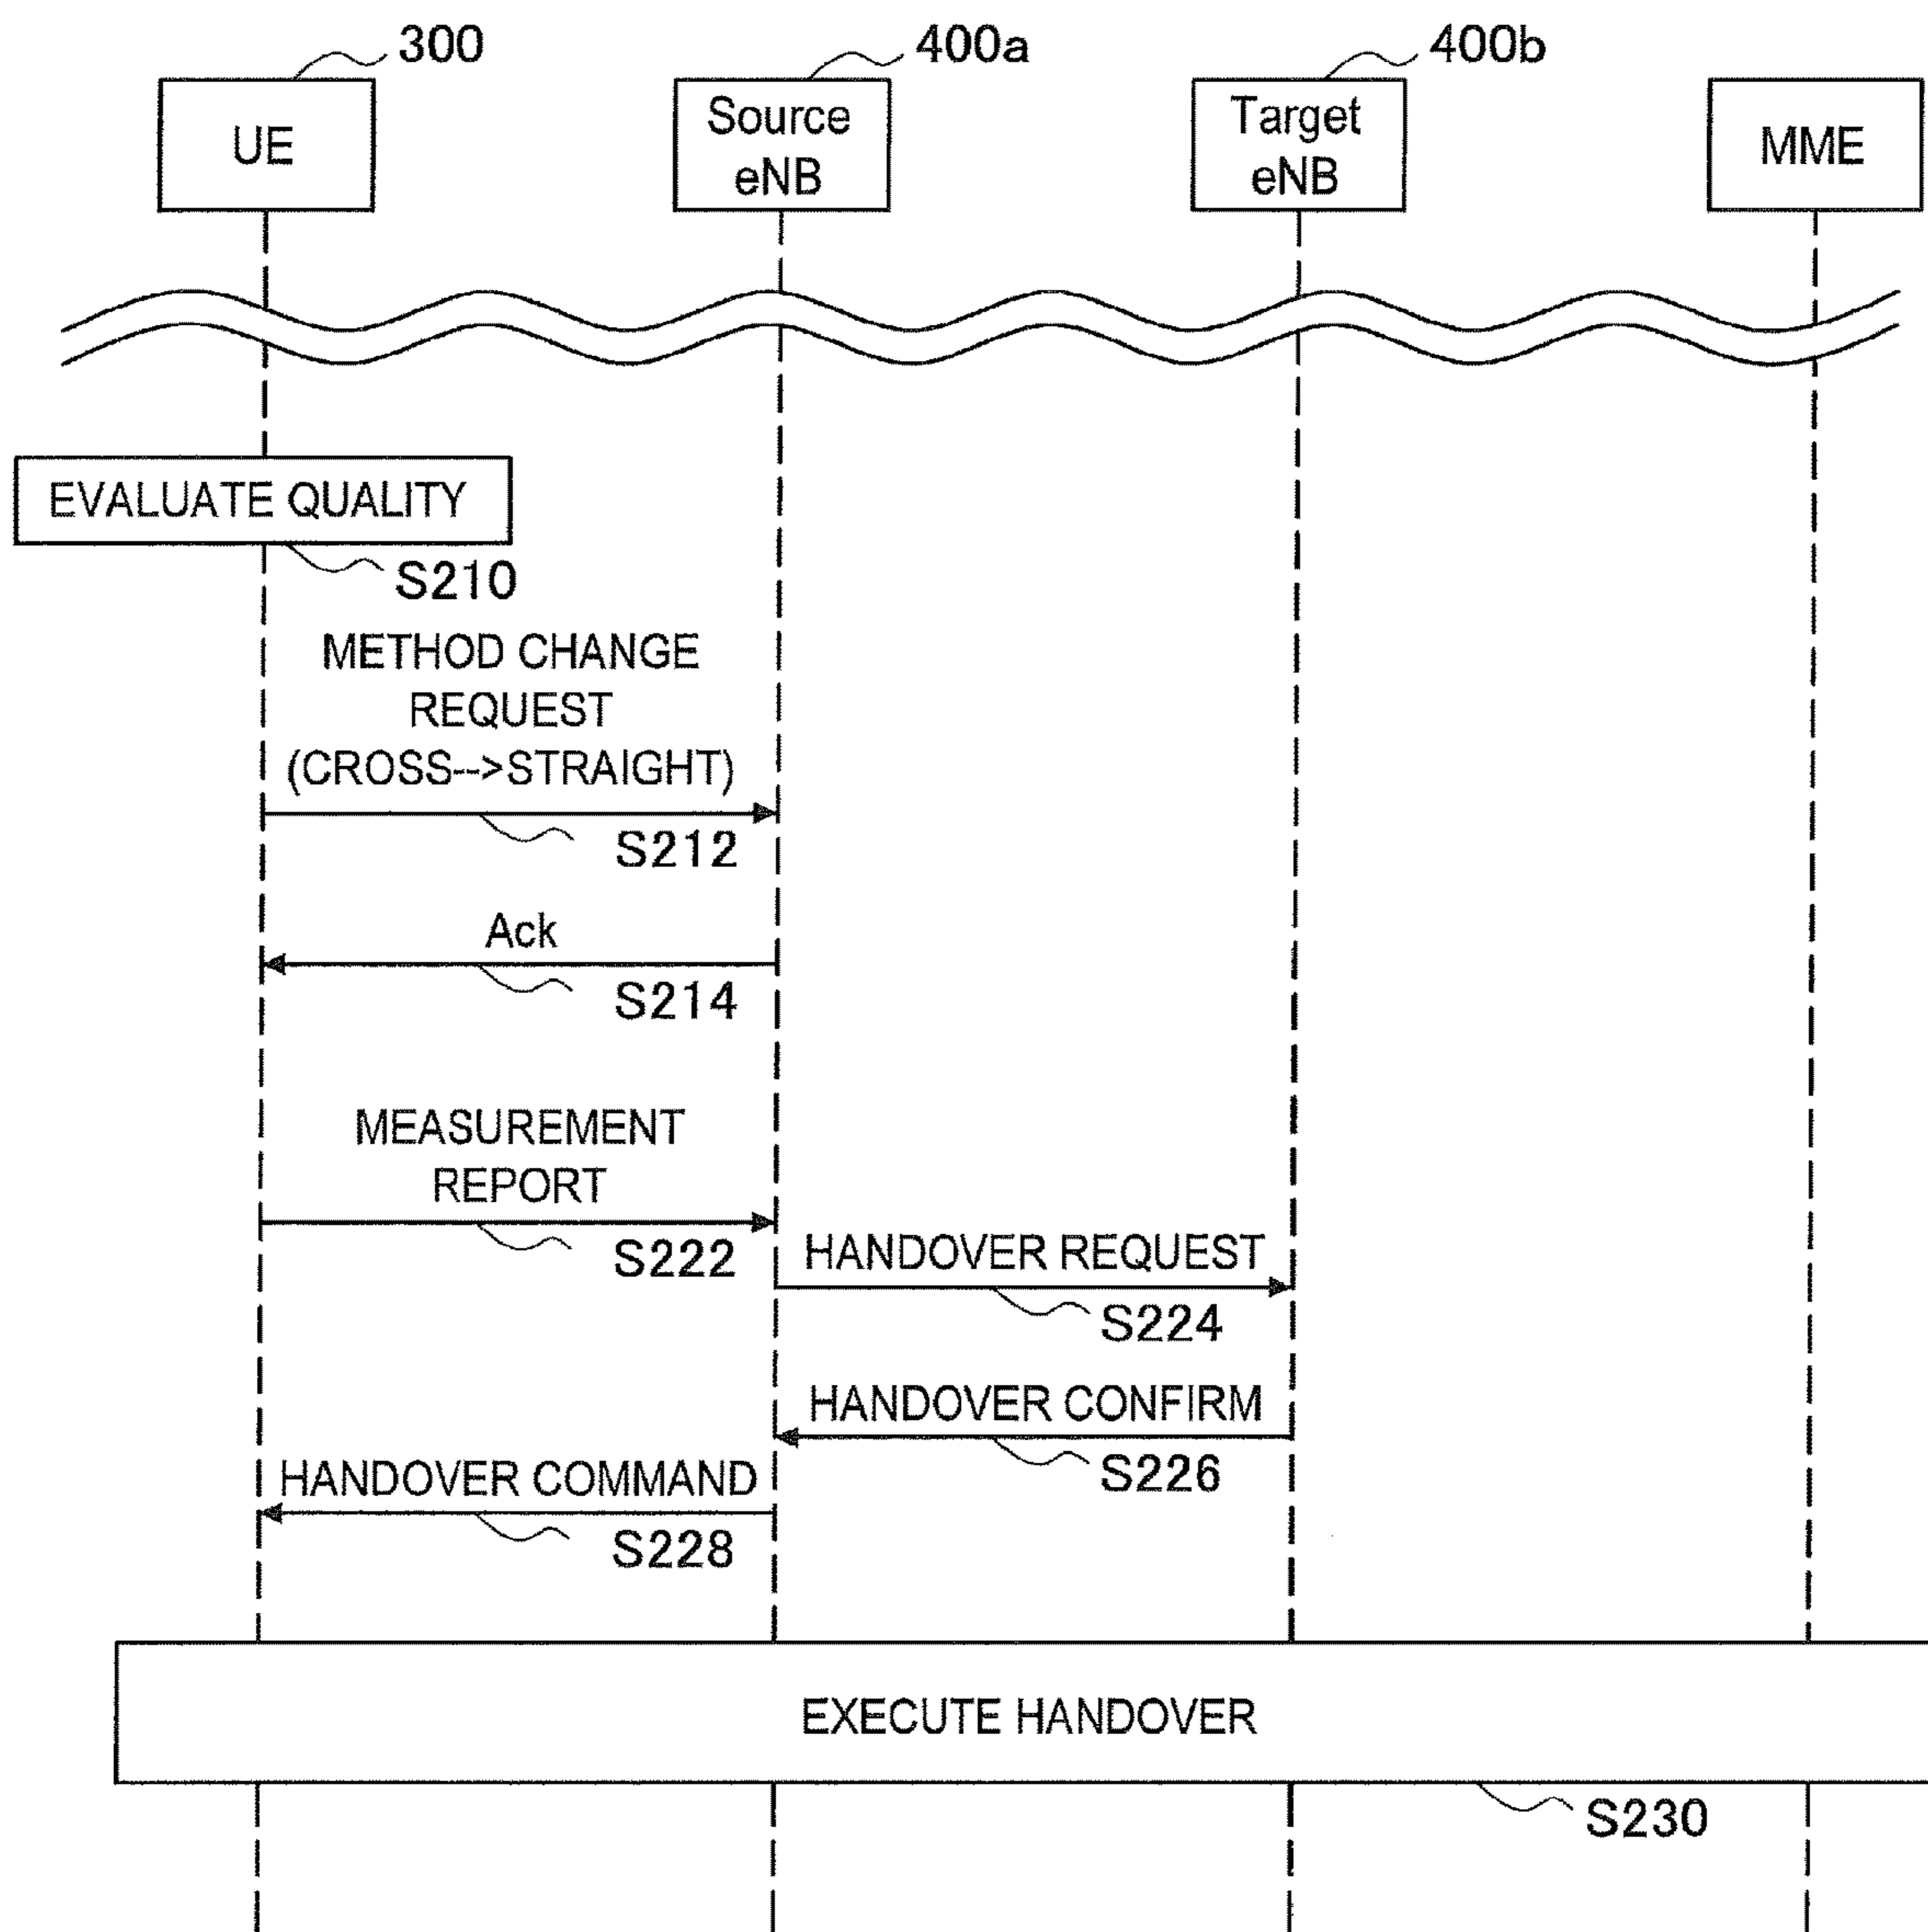 300
400a
400b
UE
Source
eNB
Target
eNB
MME
EVALUATE QUALITY
S210
METHOD CHANGE
REQUEST
(CROSS-->STRAIGHT)
S212
Ack
S214
MEASUREMENT
REPORT
S222
HANDOVER REQUEST
S224
HANDOVER CONFIRM
S226
HANDOVER COMMAND
S228
EXECUTE HANDOVER
S230